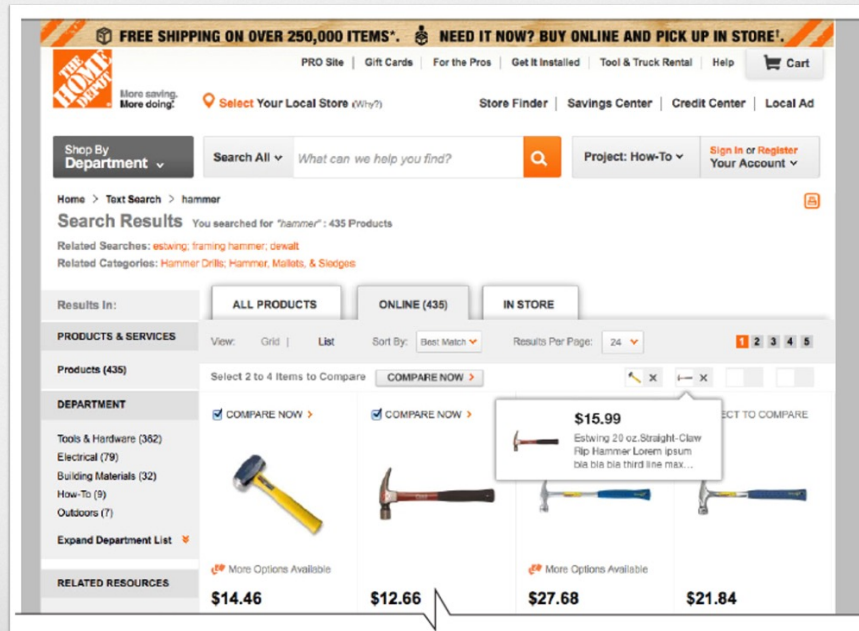 FREE SHIPPING ON OVER 250,000 ITEMS*. NEED IT NOW? BUY ONLINE AND PICK UP IN STORE†.
THE HOME DEPOT
More saving.
More doing.
PRO Site | Gift Cards | For the Pros | Get It Installed | Tool & Truck Rental | Help Cart
Select Your Local Store (Why?) Store Finder | Savings Center | Credit Center | Local Ad
Shop By
Department
Search All What can we help you find? Project: How-To
Sign In or Register
Your Account
Home > Text Search > hammer
Search Results You searched for "hammer" : 435 Products
Related Searches: estwing; framing hammer; dewalt
Related Categories: Hammer Drills; Hammer, Mallets, & Sledges
Results In: ALL PRODUCTS ONLINE (435) IN STORE
PRODUCTS & SERVICES
View: Grid | List Sort By: Best Match Results Per Page: 24 1 2 3 4 5
Products (435)
Select 2 to 4 Items to Compare COMPARE NOW > X X
DEPARTMENT
Tools & Hardware (362)
Electrical (79)
Building Materials (32)
How-To (9)
Outdoors (7)
Expand Department List
RELATED RESOURCES
COMPARE NOW > COMPARE NOW > ECT TO COMPARE
$15.99
Estwing 20 oz.Straight-Claw
Rip Hammer Lorem ipsum
bla bla bla third line max...
More Options Available More Options Available
$14.46 $12.66 $27.68 $21.84